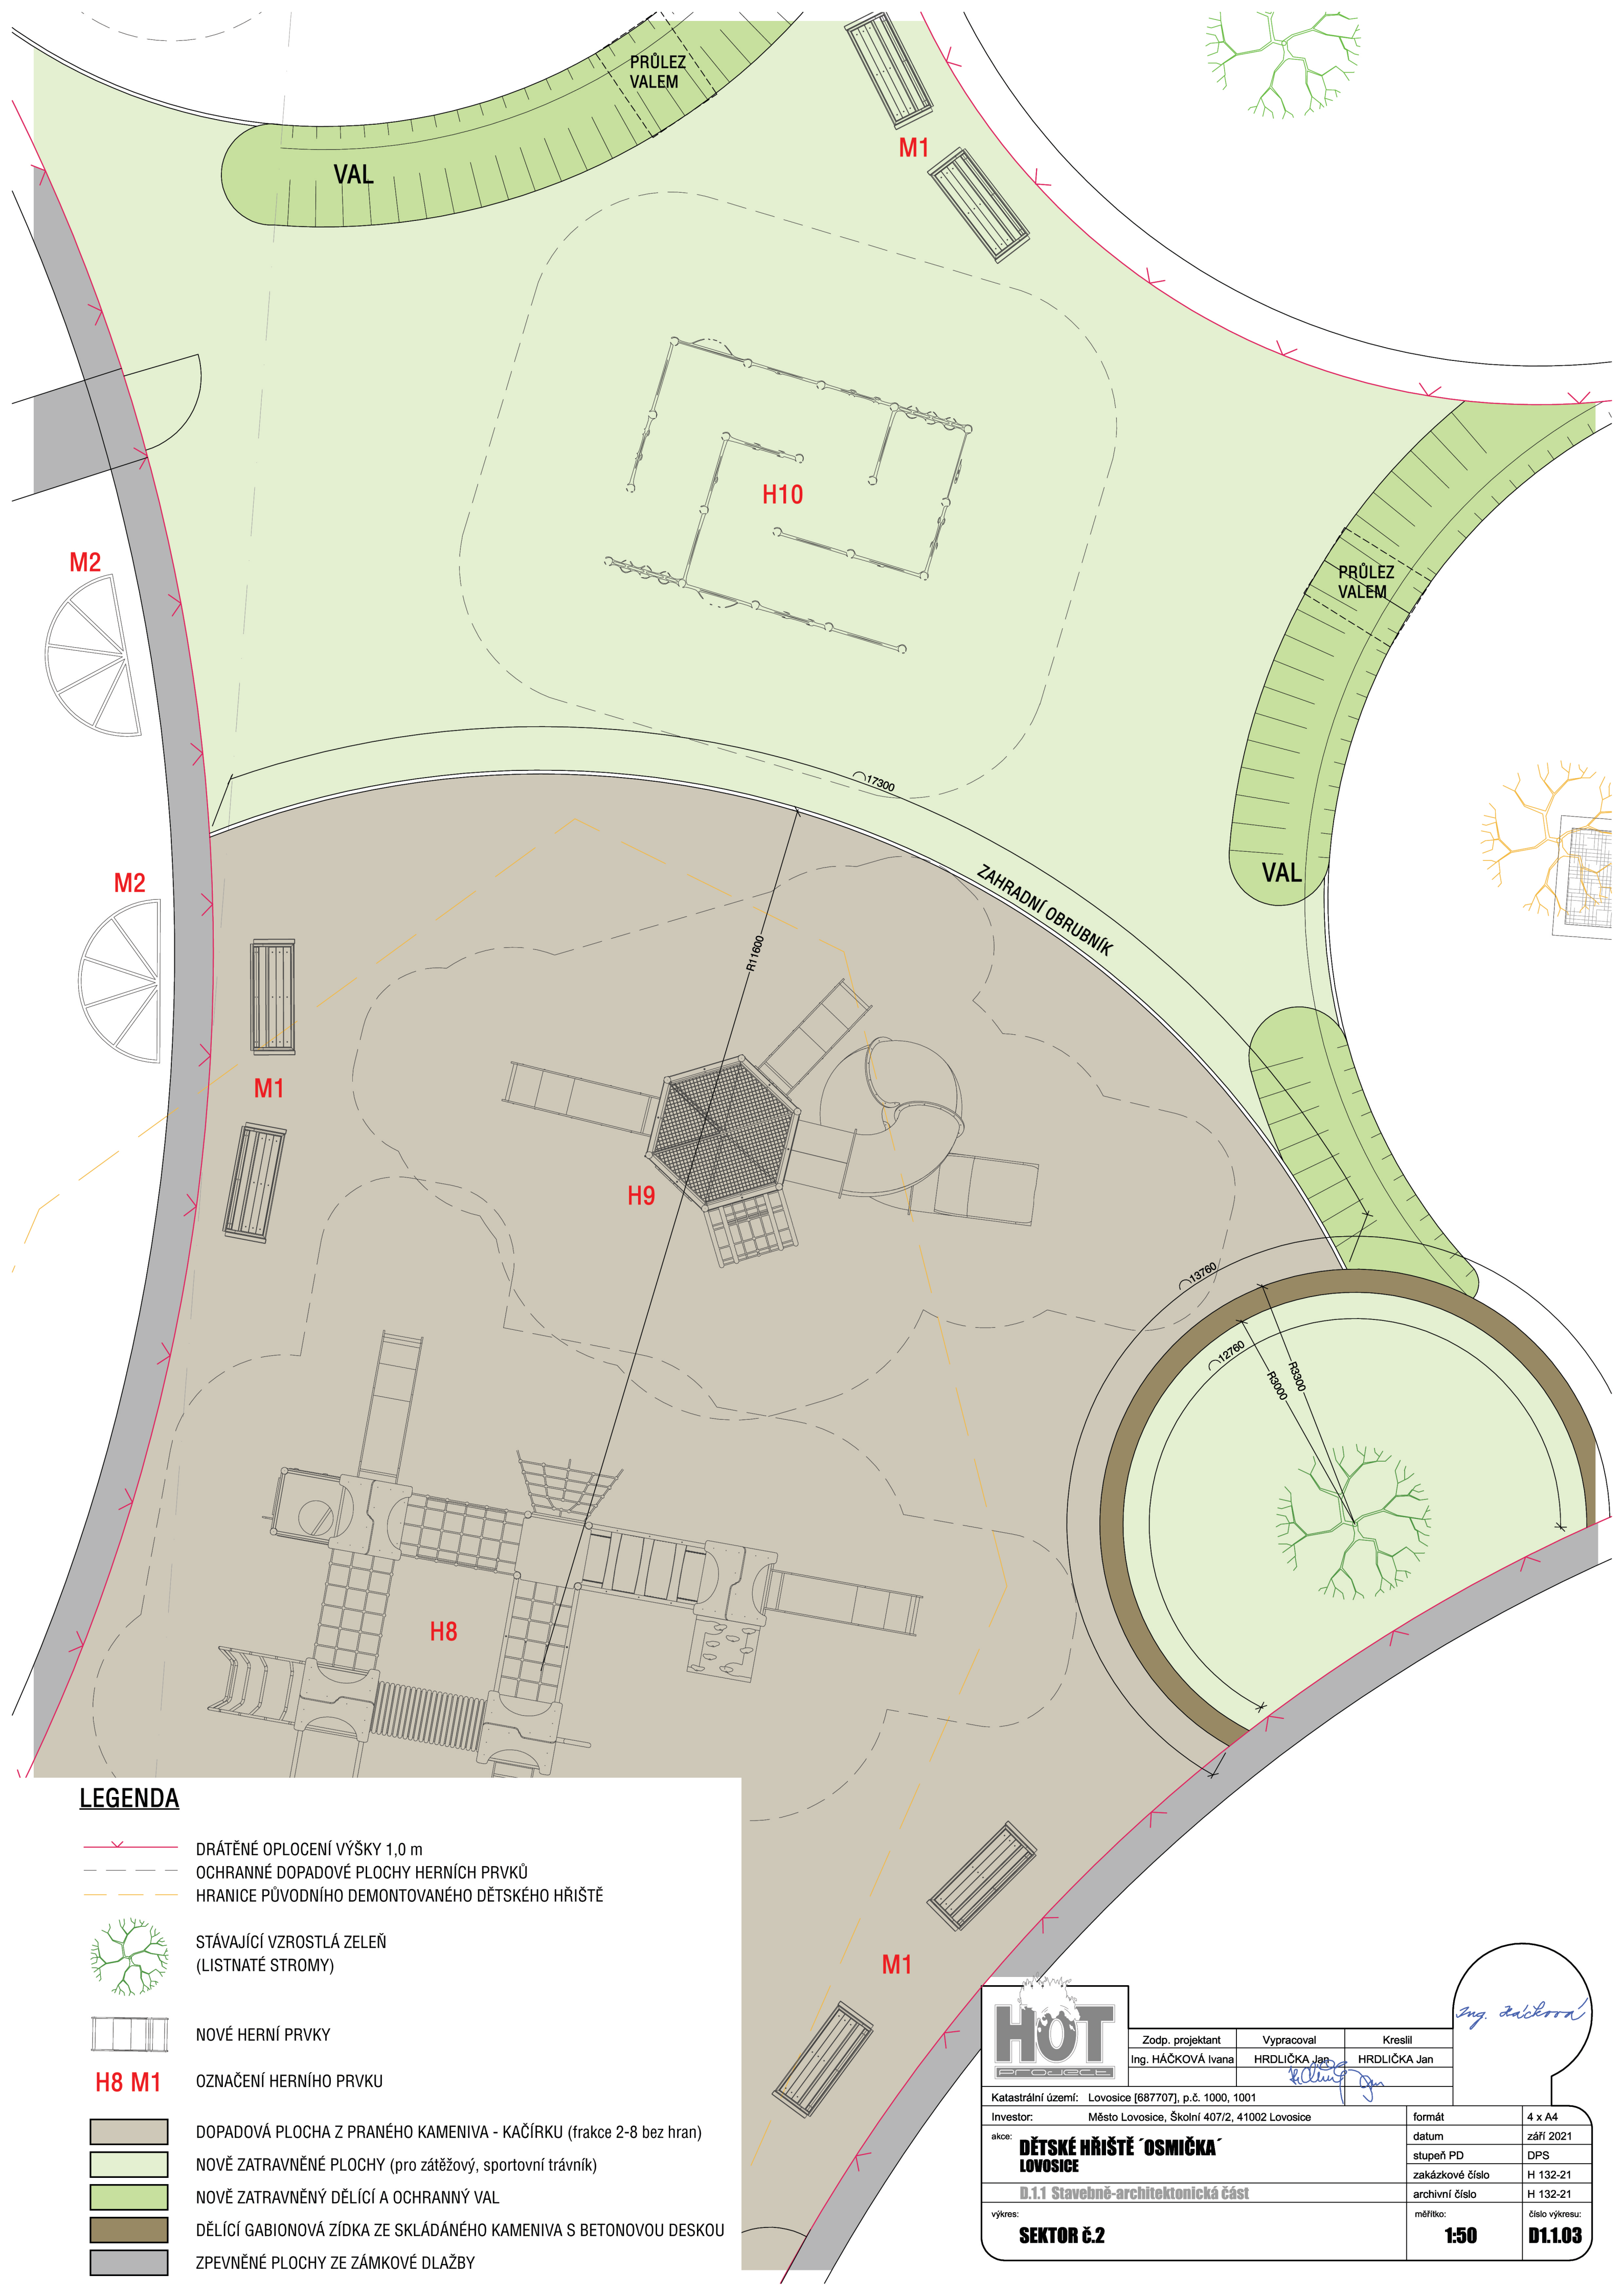 PRŮLEZ
VALEM
VAL
M1
H10
M2
PRŮLEZ
VALEM
17300
VAL
M2
ZAHRADNÍ OBRUBNÍK
R11600
M1
H9
13760
12760
R3000
R3300
H8
M1
LEGENDA
DRÁTĚNÉ OPLOCENÍ VÝŠKY 1,0 m
OCHRANNÉ DOPADOVÉ PLOCHY HERNÍCH PRVKŮ
HRANICE PŮVODNÍHO DEMONTOVANÉHO DĚTSKÉHO HŘIŠTĚ
STÁVAJÍCÍ VZROSTLÁ ZELEŇ
(LISTNATÉ STROMY)
NOVÉ HERNÍ PRVKY
H8 M1 OZNAČENÍ HERNÍHO PRVKU
DOPADOVÁ PLOCHA Z PRANÉHO KAMENIVA - KAČÍRKU (frakce 2-8 bez hran)
NOVĚ ZATRAVNĚNÉ PLOCHY (pro zátěžový, sportovní trávník)
NOVĚ ZATRAVNĚNÝ DĚLÍCÍ A OCHRANNÝ VAL
DĚLÍCÍ GABIONOVÁ ZÍDKA ZE SKLÁDÁNÉHO KAMENIVA S BETONOVOU DESKOU
ZPEVNĚNÉ PLOCHY ZE ZÁMKOVÉ DLAŽBY
HOT
PROJECT
Ing. Háčková
Zodp. projektant Vypracoval Kreslil
Ing. HÁČKOVÁ Ivana HRDLIČKA Jan HRDLIČKA Jan
Katastrální území: Lovosice [687707], p.č. 1000, 1001
Investor: Město Lovosice, Školní 407/2, 41002 Lovosice
formát 4 x A4
akce: DĚTSKÉ HŘIŠTĚ ´OSMIČKA´
LOVOSICE
datum září 2021
stupeň PD DPS
zakázkové číslo H 132-21
D.1.1 Stavebně-architektonická část
archivní číslo H 132-21
výkres: měřítko: číslo výkresu:
SEKTOR č.2 1:50 D1.1.03